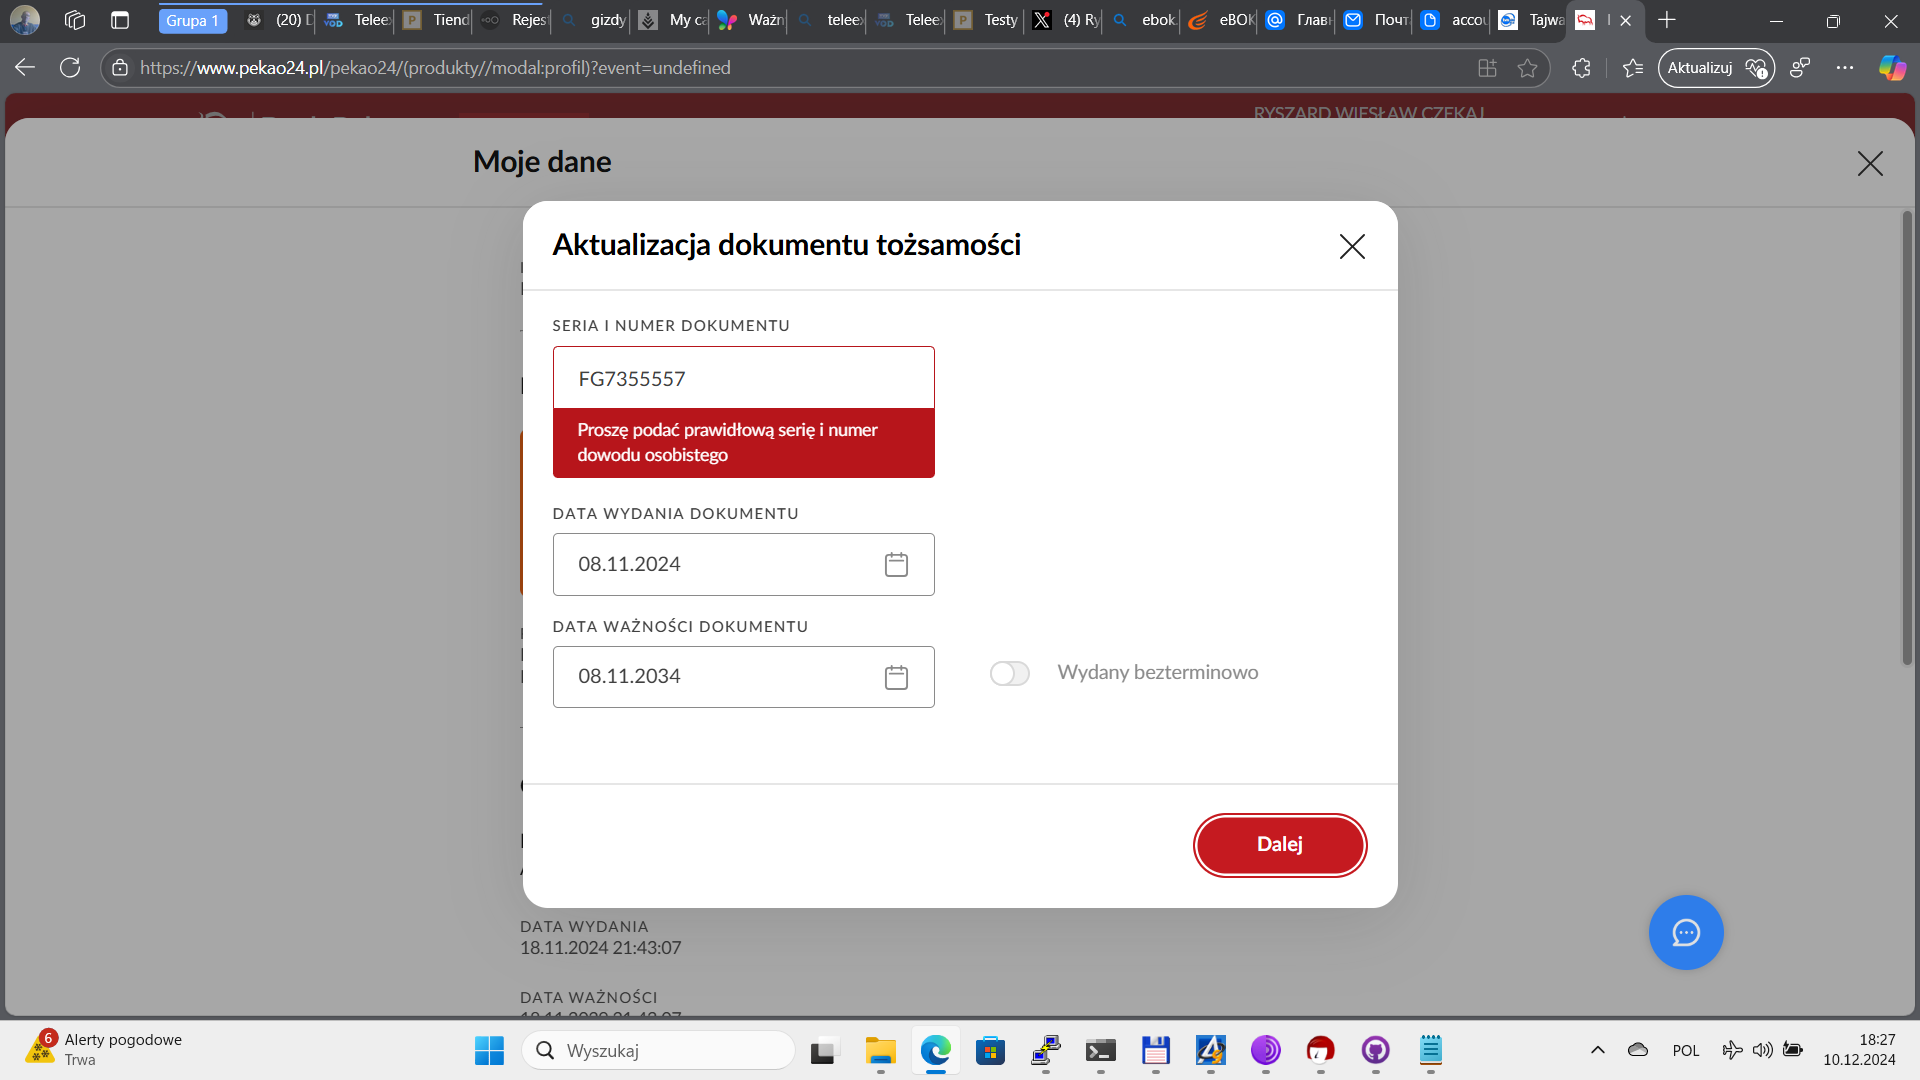 Grupa 1
(20)
Teleex
Tiend
Rejest
gizdy
My ca
Ważn
teleex
Teleex
Testy
(4) Ry
ebok.
eBOK
Główn
Почт
accou
Tajwa
https://www.pekao24.pl/pekao24/(produkty//modal:profil)?event=undefined
Aktualizuj
RYSZARD WIESŁAW CZEKAJ
Moje dane
Aktualizacja dokumentu tożsamości
SERIA I NUMER DOKUMENTU
FG7355557
Proszę podać prawidłową serię i numer
dowodu osobistego
DATA WYDANIA DOKUMENTU
08.11.2024
DATA WAŻNOŚCI DOKUMENTU
08.11.2034
Wydany bezterminowo
Dalej
DATA WYDANIA
18.11.2024 21:43:07
DATA WAŻNOŚCI
6
Alerty pogodowe
Trwa
Wyszukaj
POL
18:27
10.12.2024